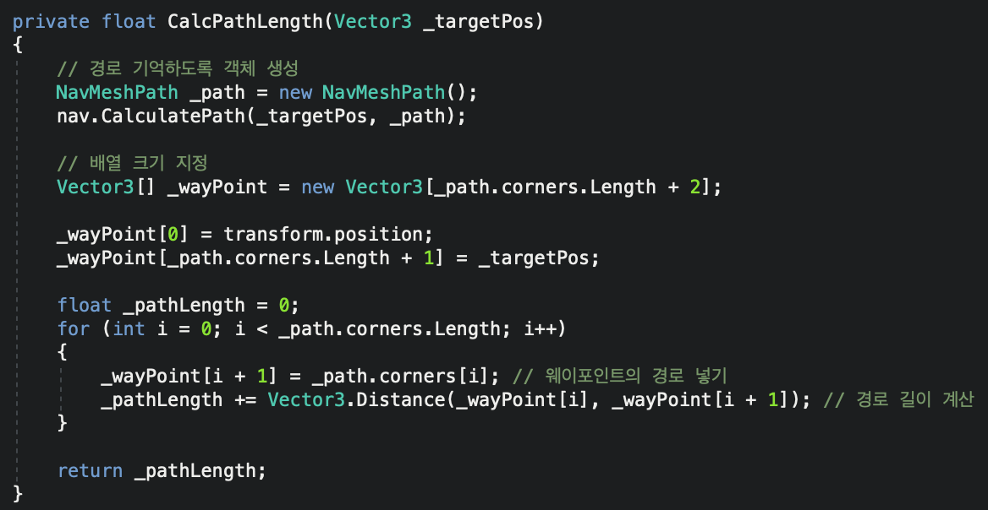 private float CalcPathLength(Vector3 _targetPos)
{
    // 경로 기억하도록 객체 생성
    NavMeshPath _path = new NavMeshPath();
    nav.CalculatePath(_targetPos, _path);

    // 배열 크기 지정
    Vector3[] _wayPoint = new Vector3[_path.corners.Length + 2];

    _wayPoint[0] = transform.position;
    _wayPoint[_path.corners.Length + 1] = _targetPos;

    float _pathLength = 0;
    for (int i = 0; i < _path.corners.Length; i++)
    {
        _wayPoint[i + 1] = _path.corners[i]; // 웨이포인트의 경로 넣기
        _pathLength += Vector3.Distance(_wayPoint[i], _wayPoint[i + 1]); // 경로 길이 계산
    }

    return _pathLength;
}